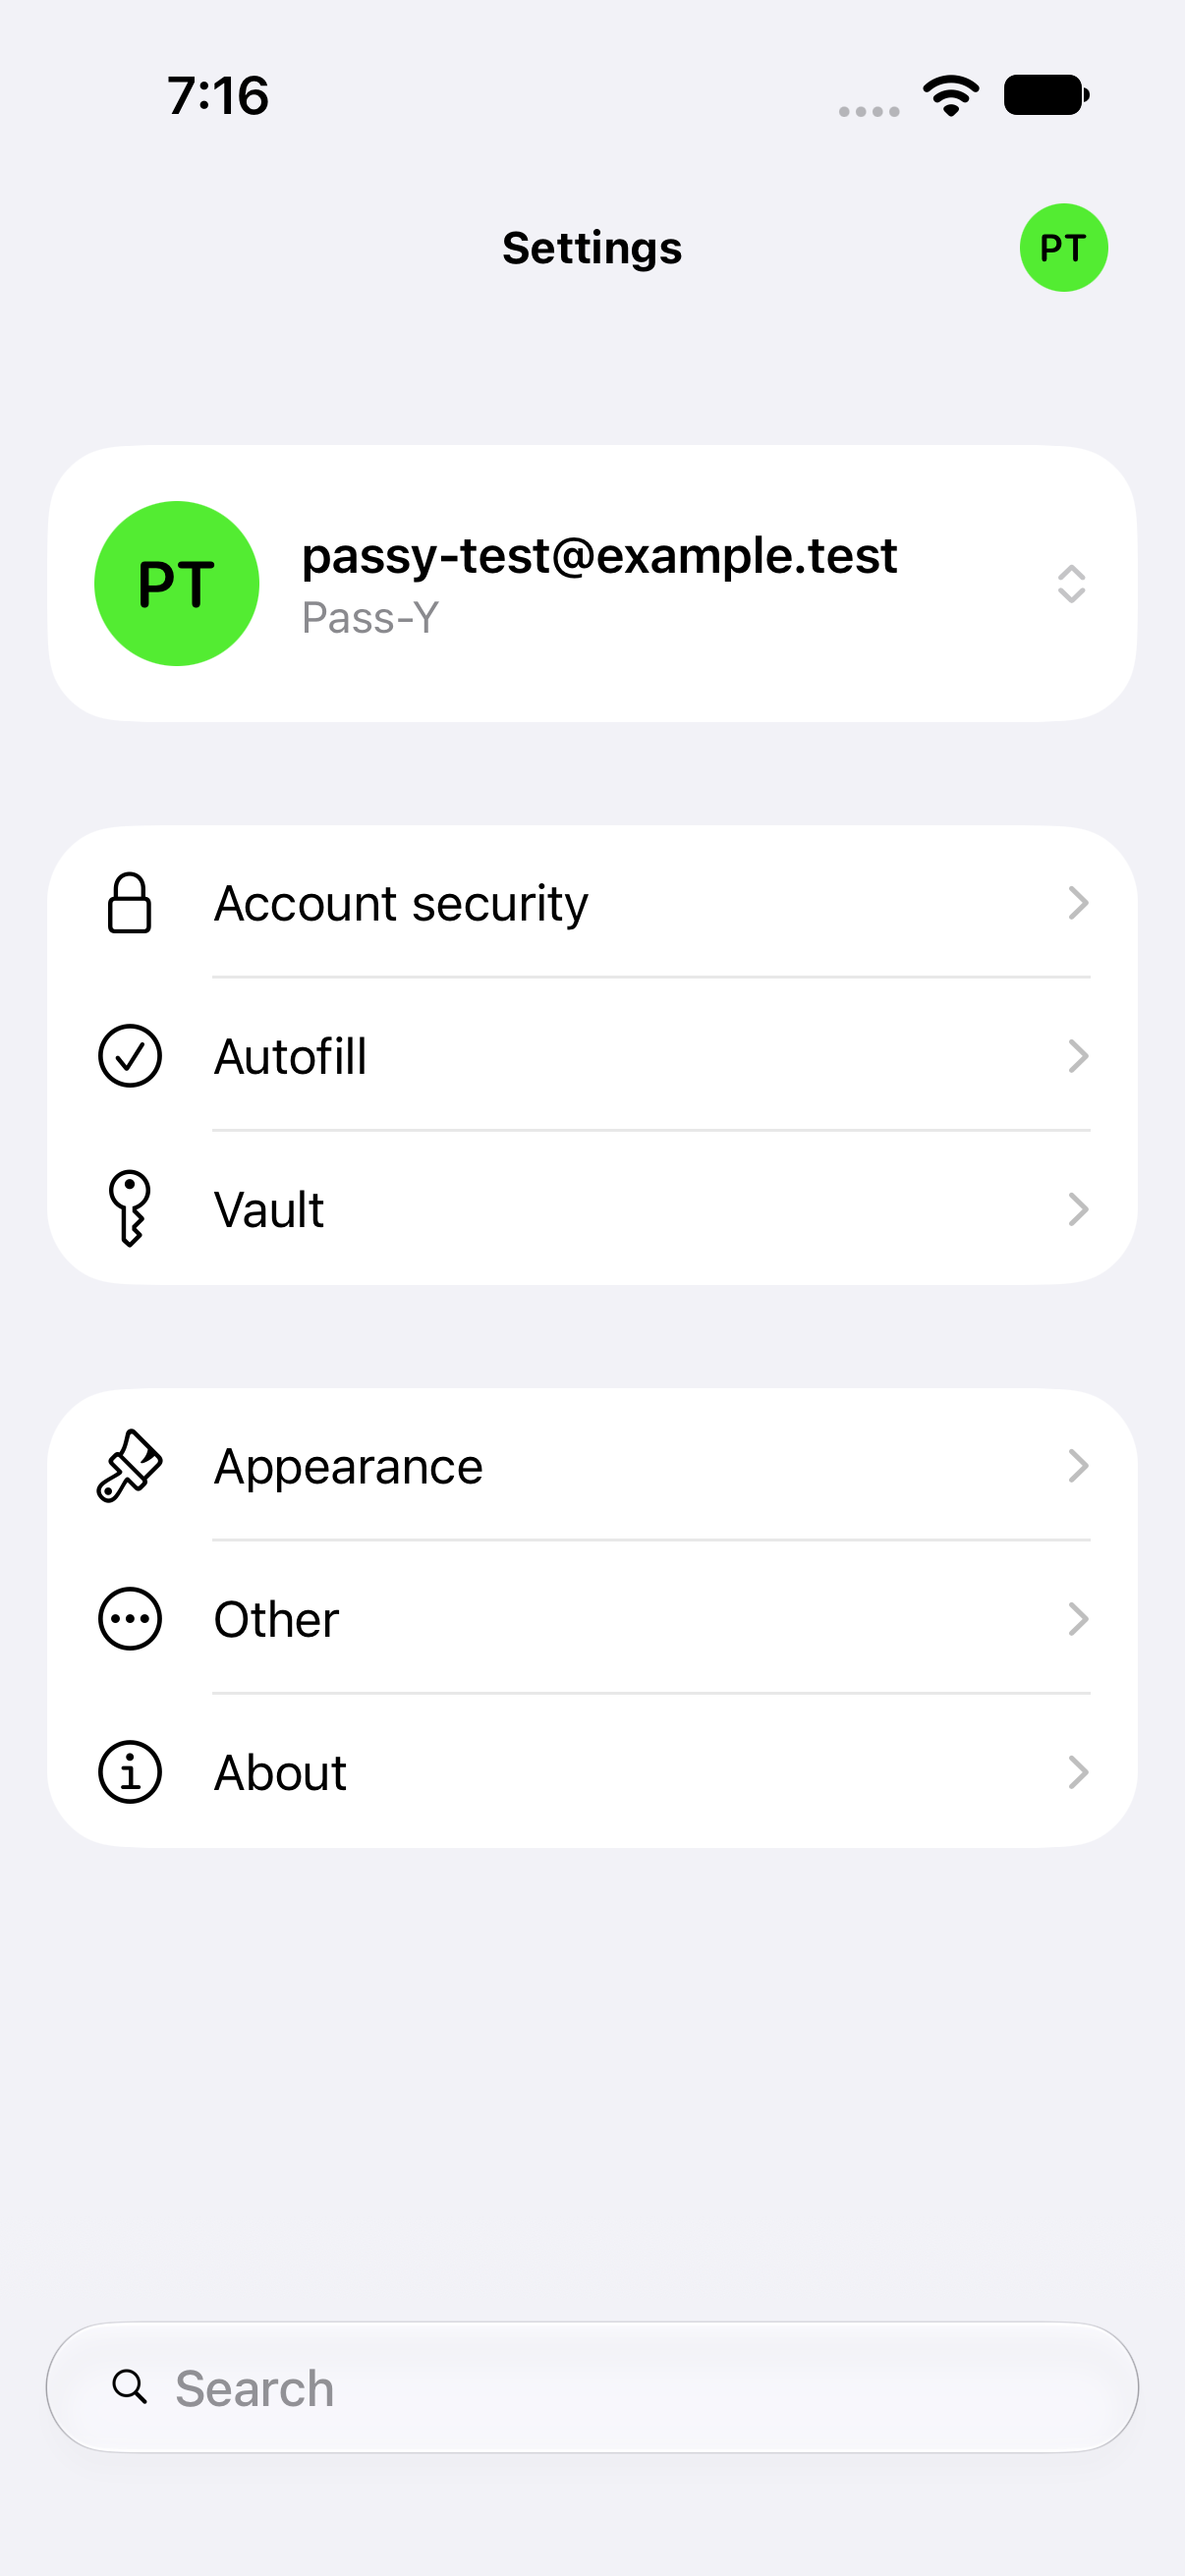 7:16
Settings
PT
PT
passy-test@example.test
Pass-Y
Account security
Autofill
Vault
Appearance
Other
About
Search